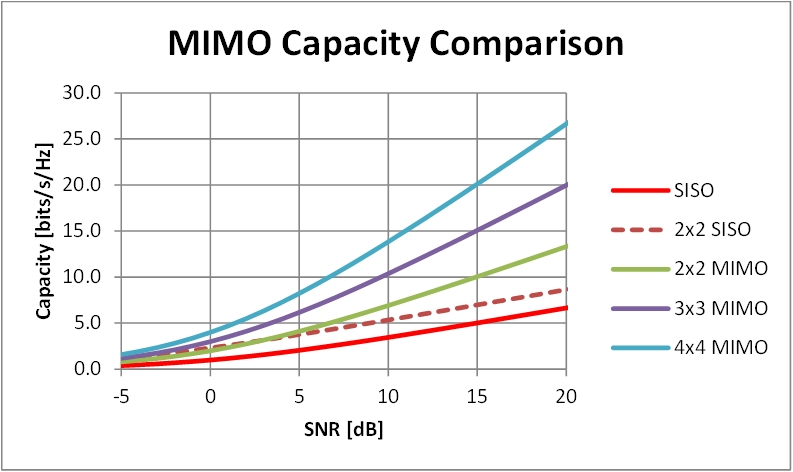 MIMO Capacity Comparison
30.0
25.0
20.0
15.0
10.0
5.0
0.0
Capacity [bits/s/Hz]
-5 0 5 10 15 20
SNR [dB]
SISO
2x2 SISO
2x2 MIMO
3x3 MIMO
4x4 MIMO